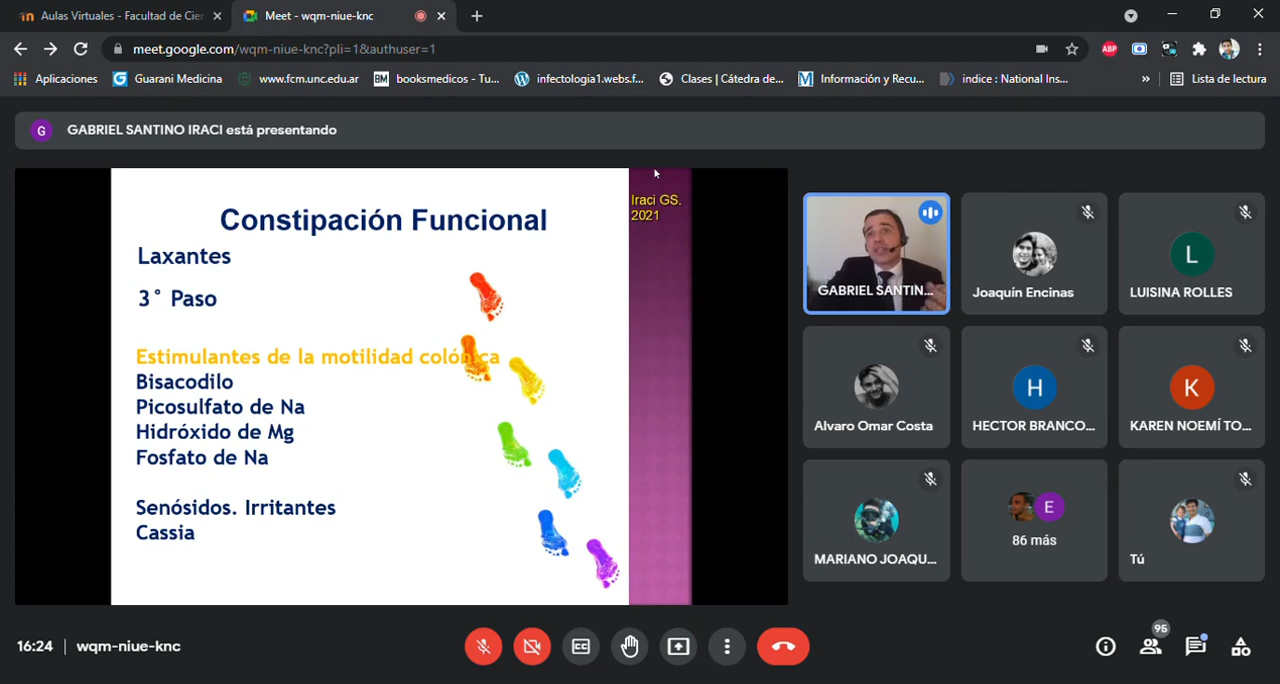 Aulas Virtuales - Facultad de Cien
Meet - wqm-niue-knc
meet.google.com/wqm-niue-knc?pli=1&authuser=1
ABP
Aplicaciones
Guarani Medicina
www.fcm.unc.edu.ar
BM booksmedicos - Tu...
infectologia1.webs.f...
Clases | Cátedra de...
M Información y Recu...
indice : National Ins...
»
Lista de lectura
G GABRIEL SANTINO IRACI está presentando
Iraci GS.
2021
Constipación Funcional
Laxantes
3° Paso
Estimulantes de la motilidad colónica
Bisacodilo
Picosulfato de Na
Hidróxido de Mg
Fosfato de Na
Senósidos. Irritantes
Cassia
GABRIEL SANTIN...
Joaquín Encinas
L
LUISINA ROLLES
Alvaro Omar Costa
H
HECTOR BRANCO...
K
KAREN NOEMÍ TO...
MARIANO JOAQU...
E
86 más
Tú
16:24 | wqm-niue-knc
CC
95